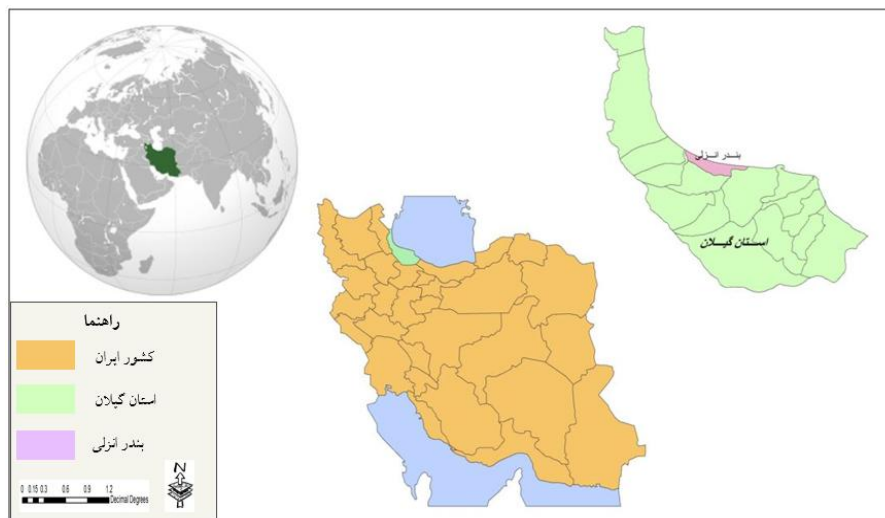 بندر انزلی
استان گیلان
راهنما
کشور ایران
استان گیلان
بندر انزلی
N
0 0.15 0.3 0.6 0.9 1.2
Decimal Degrees